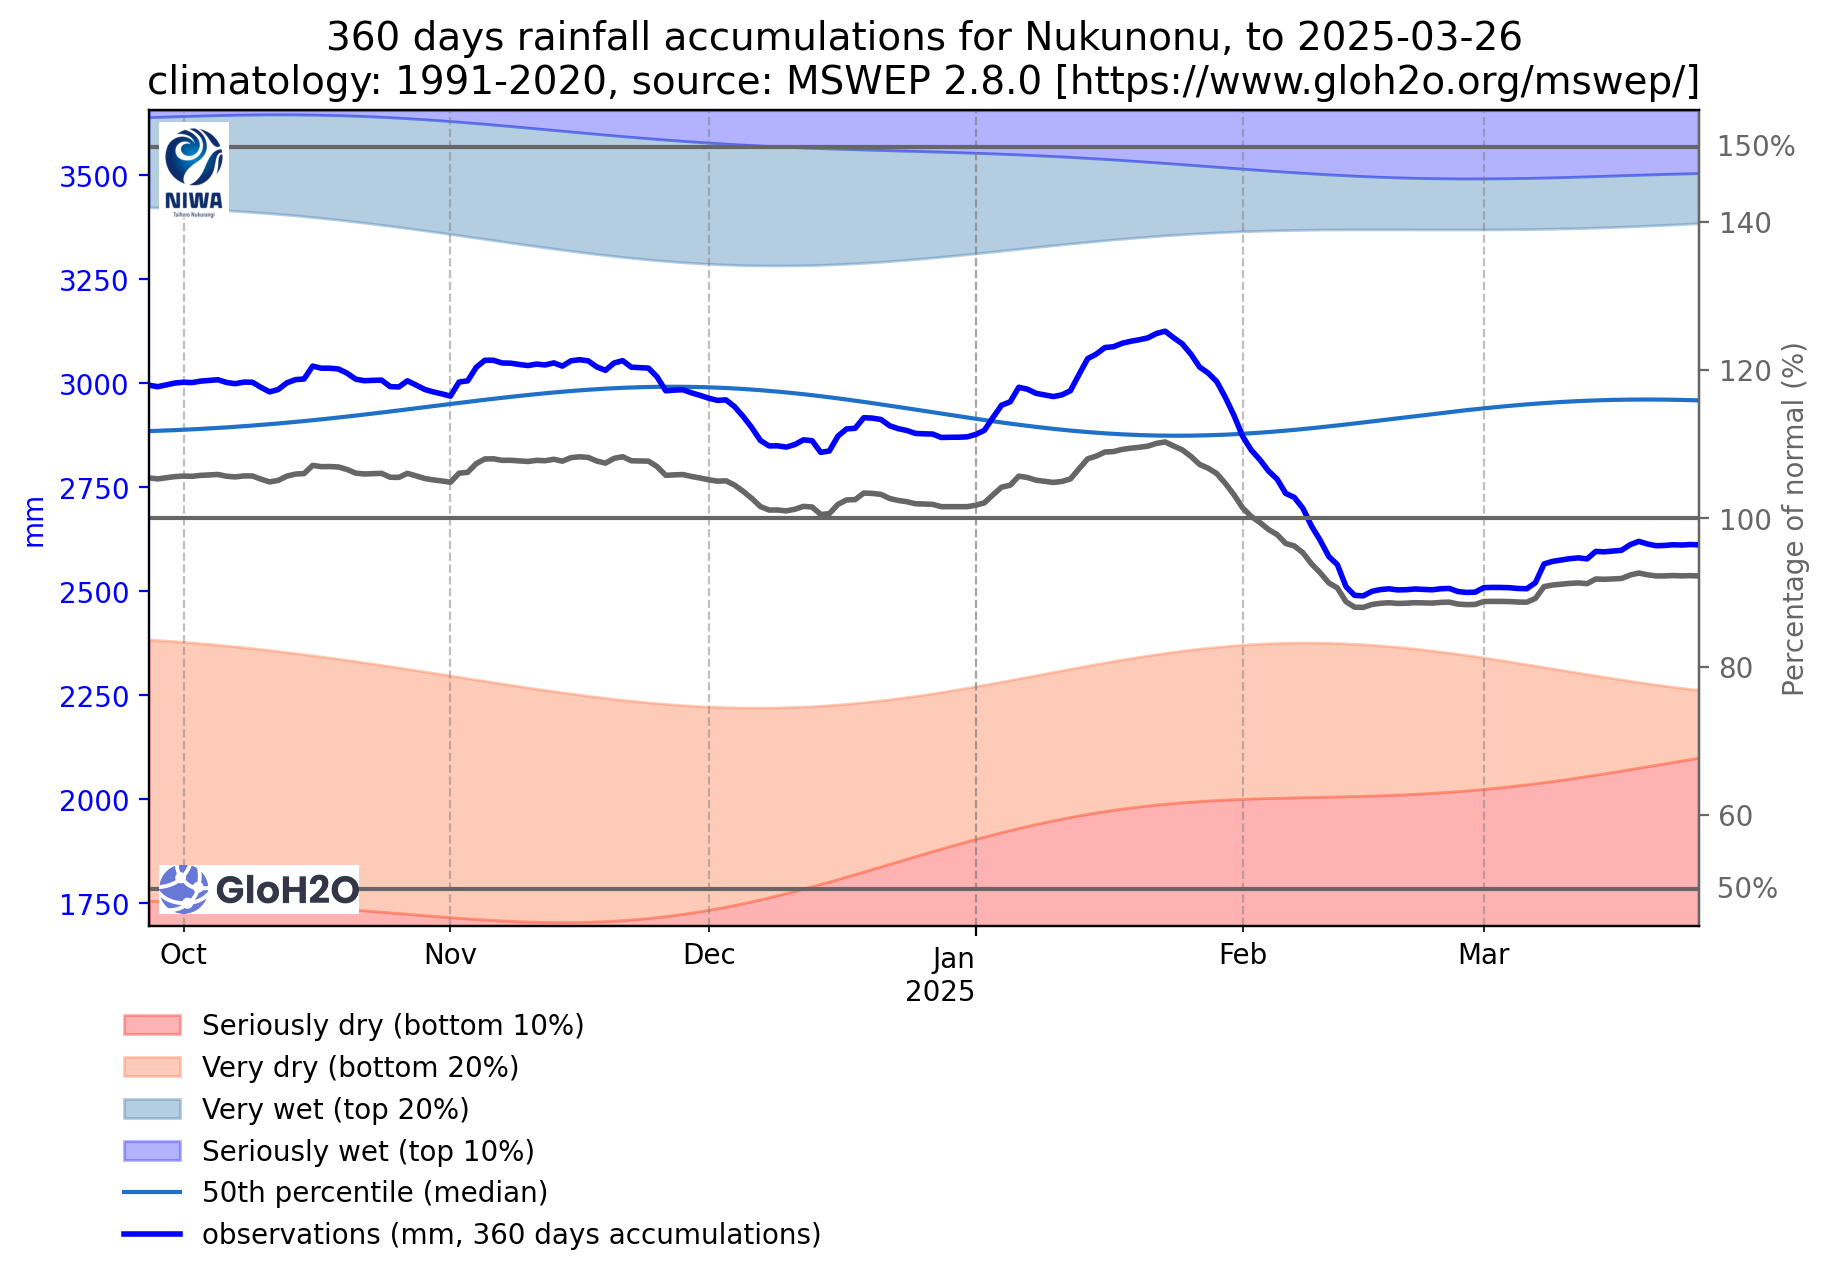 360 days rainfall accumulations for Nukunonu, to 2025-03-26
climatology: 1991-2020, source: MSWEP 2.8.0 [https://www.gloh2o.org/mswep/]
NIWA
Taihoro Nukurangi
3500
3250
3000
2750
2500
2250
2000
1750
mm
150%
140
120
100
80
60
50%
Percentage of normal (%)
GloH2O
Oct
Nov
Dec
Jan
2025
Feb
Mar
Seriously dry (bottom 10%)
Very dry (bottom 20%)
Very wet (top 20%)
Seriously wet (top 10%)
50th percentile (median)
observations (mm, 360 days accumulations)